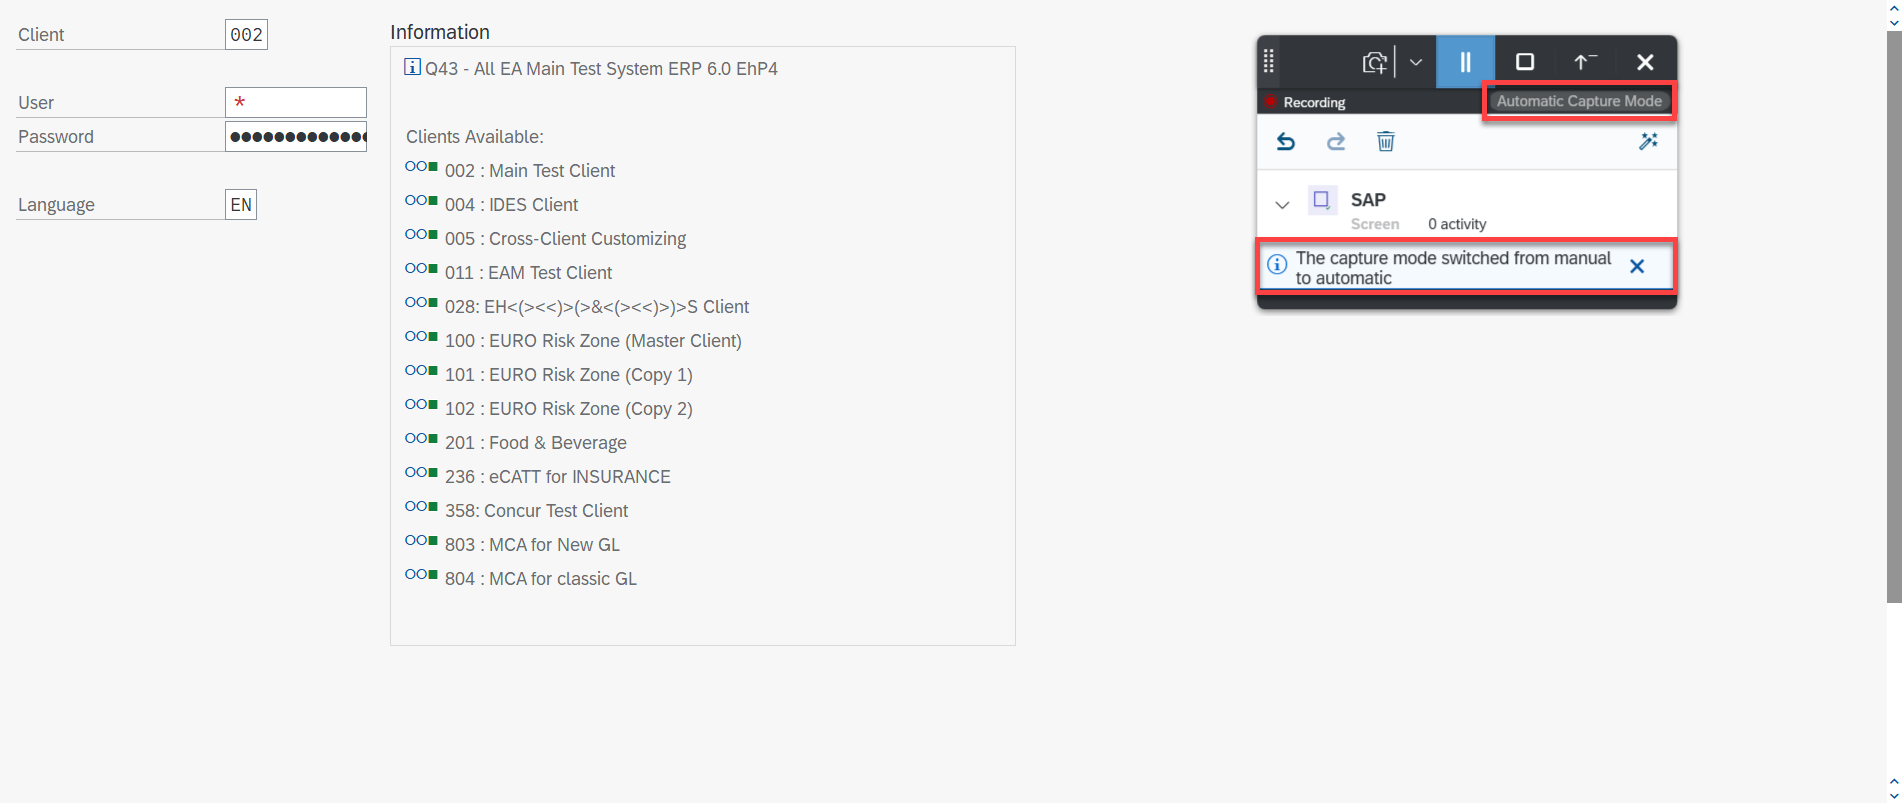 Client 002
User *
Password ●●●●●●●●●●●●●
Language EN
Information
Q43 - All EA Main Test System ERP 6.0 EhP4
Clients Available:
002 : Main Test Client
004 : IDES Client
005 : Cross-Client Customizing
011 : EAM Test Client
028: EH<(><<)>(>&<(><<)>)>S Client
100 : EURO Risk Zone (Master Client)
101 : EURO Risk Zone (Copy 1)
102 : EURO Risk Zone (Copy 2)
201 : Food & Beverage
236 : eCATT for INSURANCE
358: Concur Test Client
803 : MCA for New GL
804 : MCA for classic GL
Recording Automatic Capture Mode
SAP
Screen 0 activity
The capture mode switched from manual
to automatic